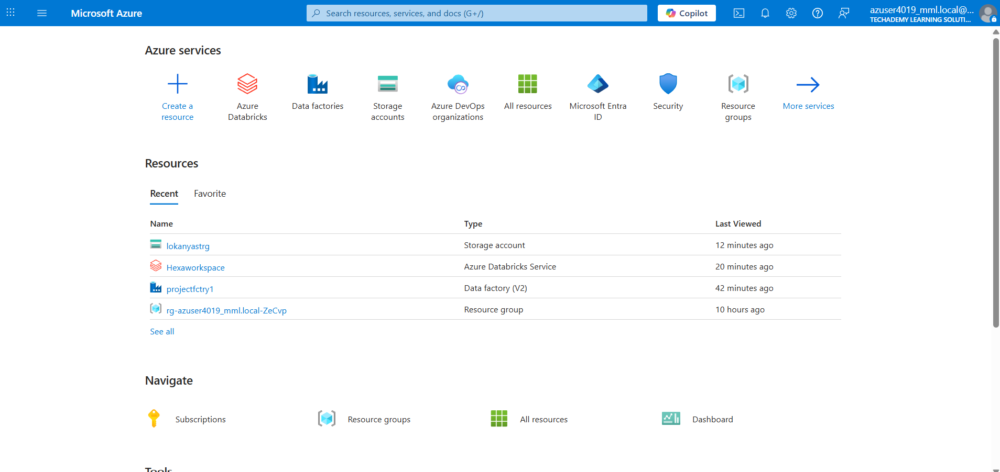 Microsoft Azure
Search resources, services, and docs (G+/)
Copilot
azuser4019_mml.local@...
TECHADEMY LEARNING SOLUTI...
Azure services
Create a
resource
Azure
Databricks
Data factories
Storage
accounts
Azure DevOps
organizations
All resources
Microsoft Entra
ID
Security
Resource
groups
More services
Resources
Recent Favorite
Name Type Last Viewed
lokanyastrg Storage account 12 minutes ago
Hexaworkspace Azure Databricks Service 20 minutes ago
projectfctry1 Data factory (V2) 42 minutes ago
rg-azuser4019_mml.local-ZeCvp Resource group 10 hours ago
See all
Navigate
Subscriptions Resource groups All resources Dashboard
Tools